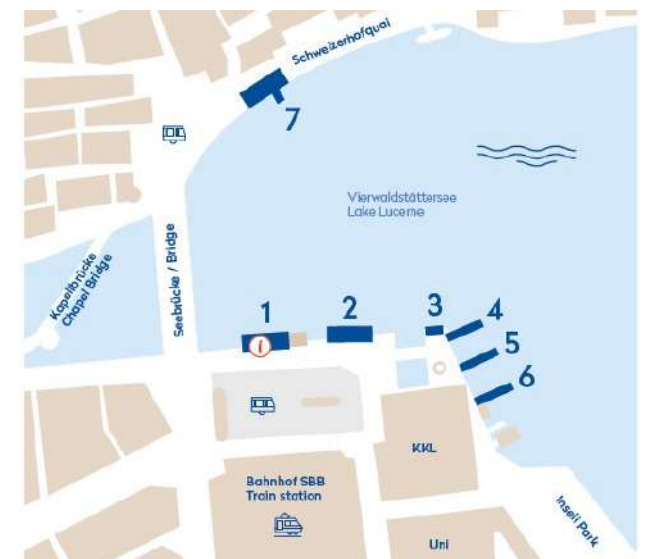 Schweizerhofquai
7
Vierwaldstättersee
Lake Lucerne
Kapellbrücke
Chapel Bridge
Seebrücke / Bridge
1
2
3
4
5
6
i
KKL
Bahnhof SBB
Train station
Inseli Park
Uni